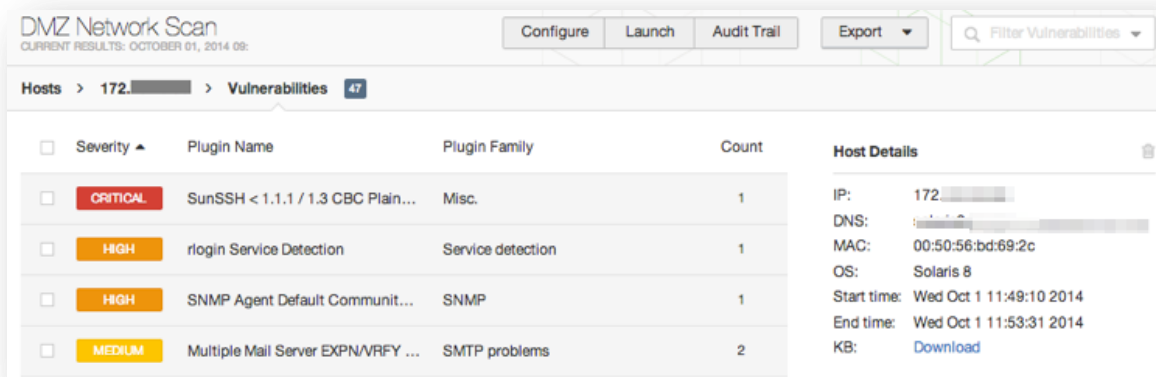 DMZ Network Scan
CURRENT RESULTS: OCTOBER 01, 2014 09:
Configure Launch Audit Trail Export Filter Vulnerabilities
Hosts > 172. > Vulnerabilities 47
Severity Plugin Name Plugin Family Count
CRITICAL SunSSH < 1.1.1 / 1.3 CBC Plain... Misc. 1
HIGH rlogin Service Detection Service detection 1
HIGH SNMP Agent Default Communit... SNMP 1
MEDIUM Multiple Mail Server EXPN/VRFY ... SMTP problems 2
Host Details
IP: 172.
DNS:
MAC: 00:50:56:bd:69:2c
OS: Solaris 8
Start time: Wed Oct 1 11:49:10 2014
End time: Wed Oct 1 11:53:31 2014
KB: Download